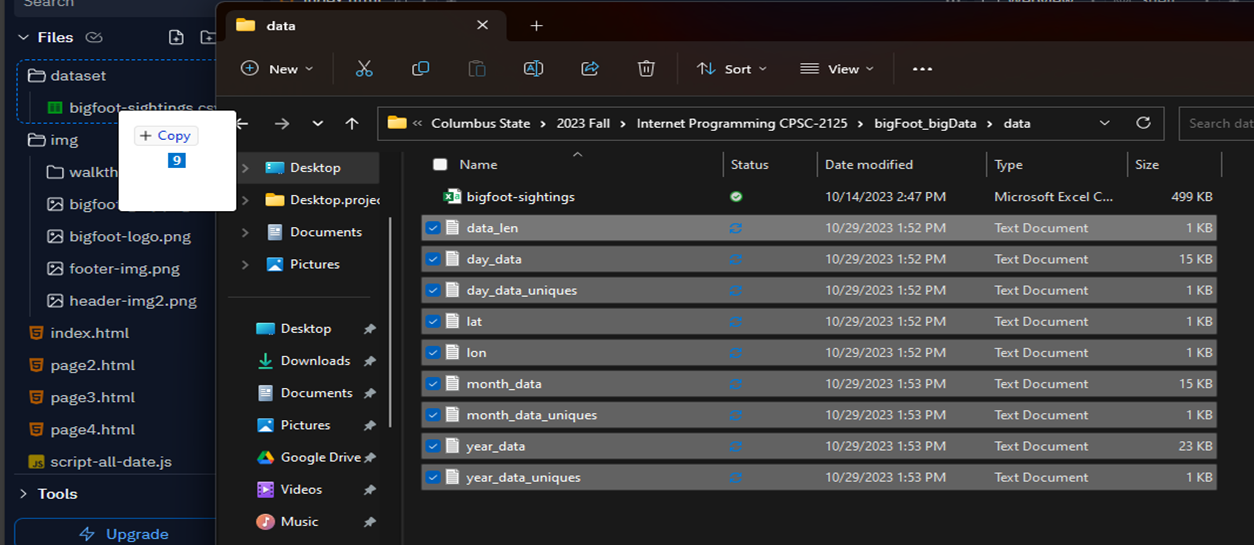 Search
data
Files
New
Sort
View
dataset
bigfoot-sightings.cs
Columbus State
2023 Fall
Internet Programming CPSC-2125
bigFoot_bigData
data
Search dat
+ Copy
9
img
Name
Status
Date modified
Type
Size
Desktop
walkth
bigfoot-sightings
10/14/2023 2:47 PM
Microsoft Excel C...
499 KB
Desktop.projec
bigfoo
data_len
10/29/2023 1:52 PM
Text Document
1 KB
Documents
bigfoot-logo.png
day_data
10/29/2023 1:52 PM
Text Document
15 KB
Pictures
footer-img.png
day_data_uniques
10/29/2023 1:52 PM
Text Document
1 KB
header-img2.png
lat
10/29/2023 1:52 PM
Text Document
1 KB
Desktop
index.html
lon
10/29/2023 1:52 PM
Text Document
1 KB
Downloads
page2.html
month_data
10/29/2023 1:53 PM
Text Document
15 KB
Documents
page3.html
month_data_uniques
10/29/2023 1:53 PM
Text Document
1 KB
Pictures
page4.html
year_data
10/29/2023 1:53 PM
Text Document
23 KB
Google Drive
JS
script-all-date.js
year_data_uniques
10/29/2023 1:53 PM
Text Document
1 KB
Videos
Tools
Music
Upgrade